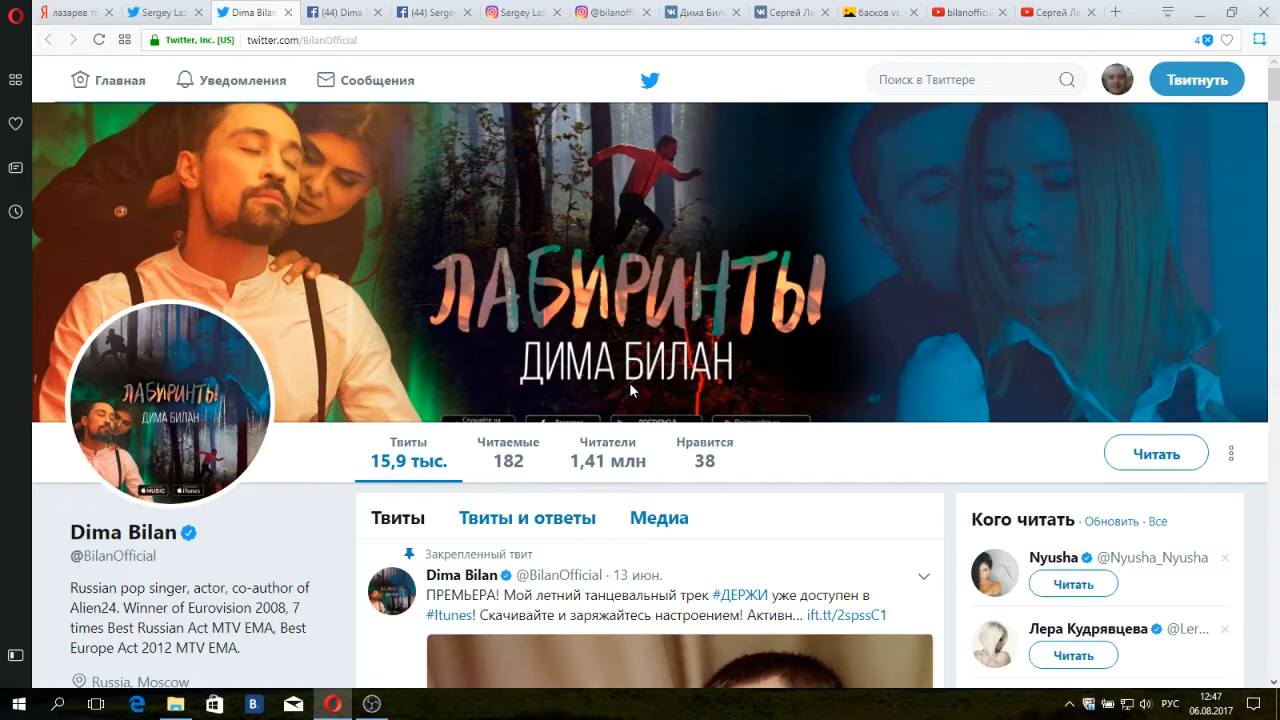 лазарев
Sergey Laz
Dima Bilan
(44) Dima
(44) Serge
Sergey Laz
@bilanoffi
Дима Бил
Сергей Ла
басков vs
bilanofficia
Сергей Ла
Twitter, Inc. [US]
twitter.com/BilanOfficial
4
Главная
Уведомления
Сообщения
Поиск в Твиттере
Твитнуть
ЛАБИРИНТЫ
ДИМА БИЛАН
ЛАБИРИНТЫ
ДИМА БИЛАН
MUSIC
iTunes
Твиты
Читаемые
Читатели
Нравится
15,9 тыс.
182
1,41 млн
38
Читать
Dima Bilan
@BilanOfficial
Russian pop singer, actor, co-author of
Alien24. Winner of Eurovision 2008, 7
times Best Russian Act MTV EMA, Best
Europe Act 2012 MTV EMA.
Russia, Moscow
Твиты
Твиты и ответы
Медиа
Закрепленный твит
Dima Bilan @BilanOfficial · 13 июн.
ПРЕМЬЕРА! Мой летний танцевальный трек #ДЕРЖИ уже доступен в
#Itunes! Скачивайте и заряжайтесь настроением! Активн... ift.tt/2spssC1
Кого читать · Обновить · Все
Nyusha @Nyusha_Nyusha
Читать
Лера Кудрявцева @Ler...
Читать
РУС
12:47
06.08.2017